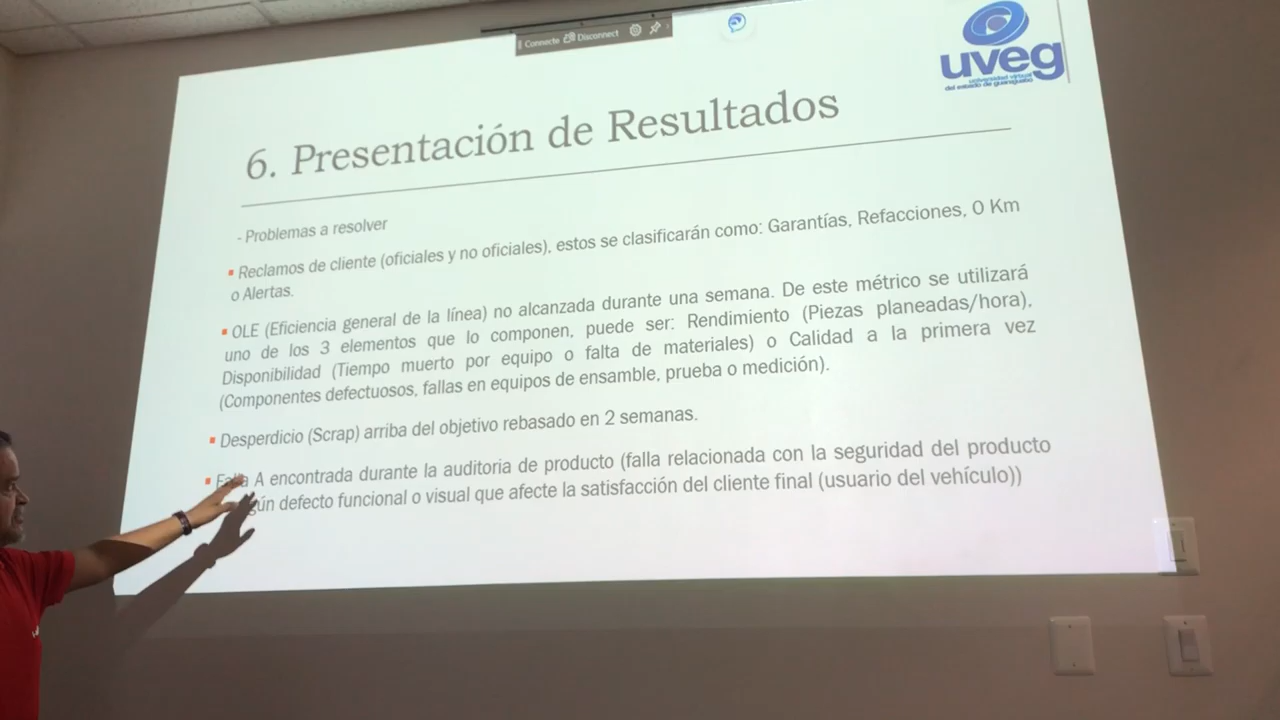 Connecte Disconnect
uveg
universidad virtual
del estado de guanajuato
6. Presentación de Resultados
- Problemas a resolver
Reclamos de cliente (oficiales y no oficiales), estos se clasificarán como: Garantías, Refacciones, 0 Km
o Alertas.
OLE (Eficiencia general de la línea) no alcanzada durante una semana. De este métrico se utilizará
uno de los 3 elementos que lo componen, puede ser: Rendimiento (Piezas planeadas/hora),
Disponibilidad (Tiempo muerto por equipo o falta de materiales) o Calidad a la primera vez
(Componentes defectuosos, fallas en equipos de ensamble, prueba o medición).
Desperdicio (Scrap) arriba del objetivo rebasado en 2 semanas.
Falla A encontrada durante la auditoria de producto (falla relacionada con la seguridad del producto
defecto funcional o visual que afecte la satisfacción del cliente final (usuario del vehículo))